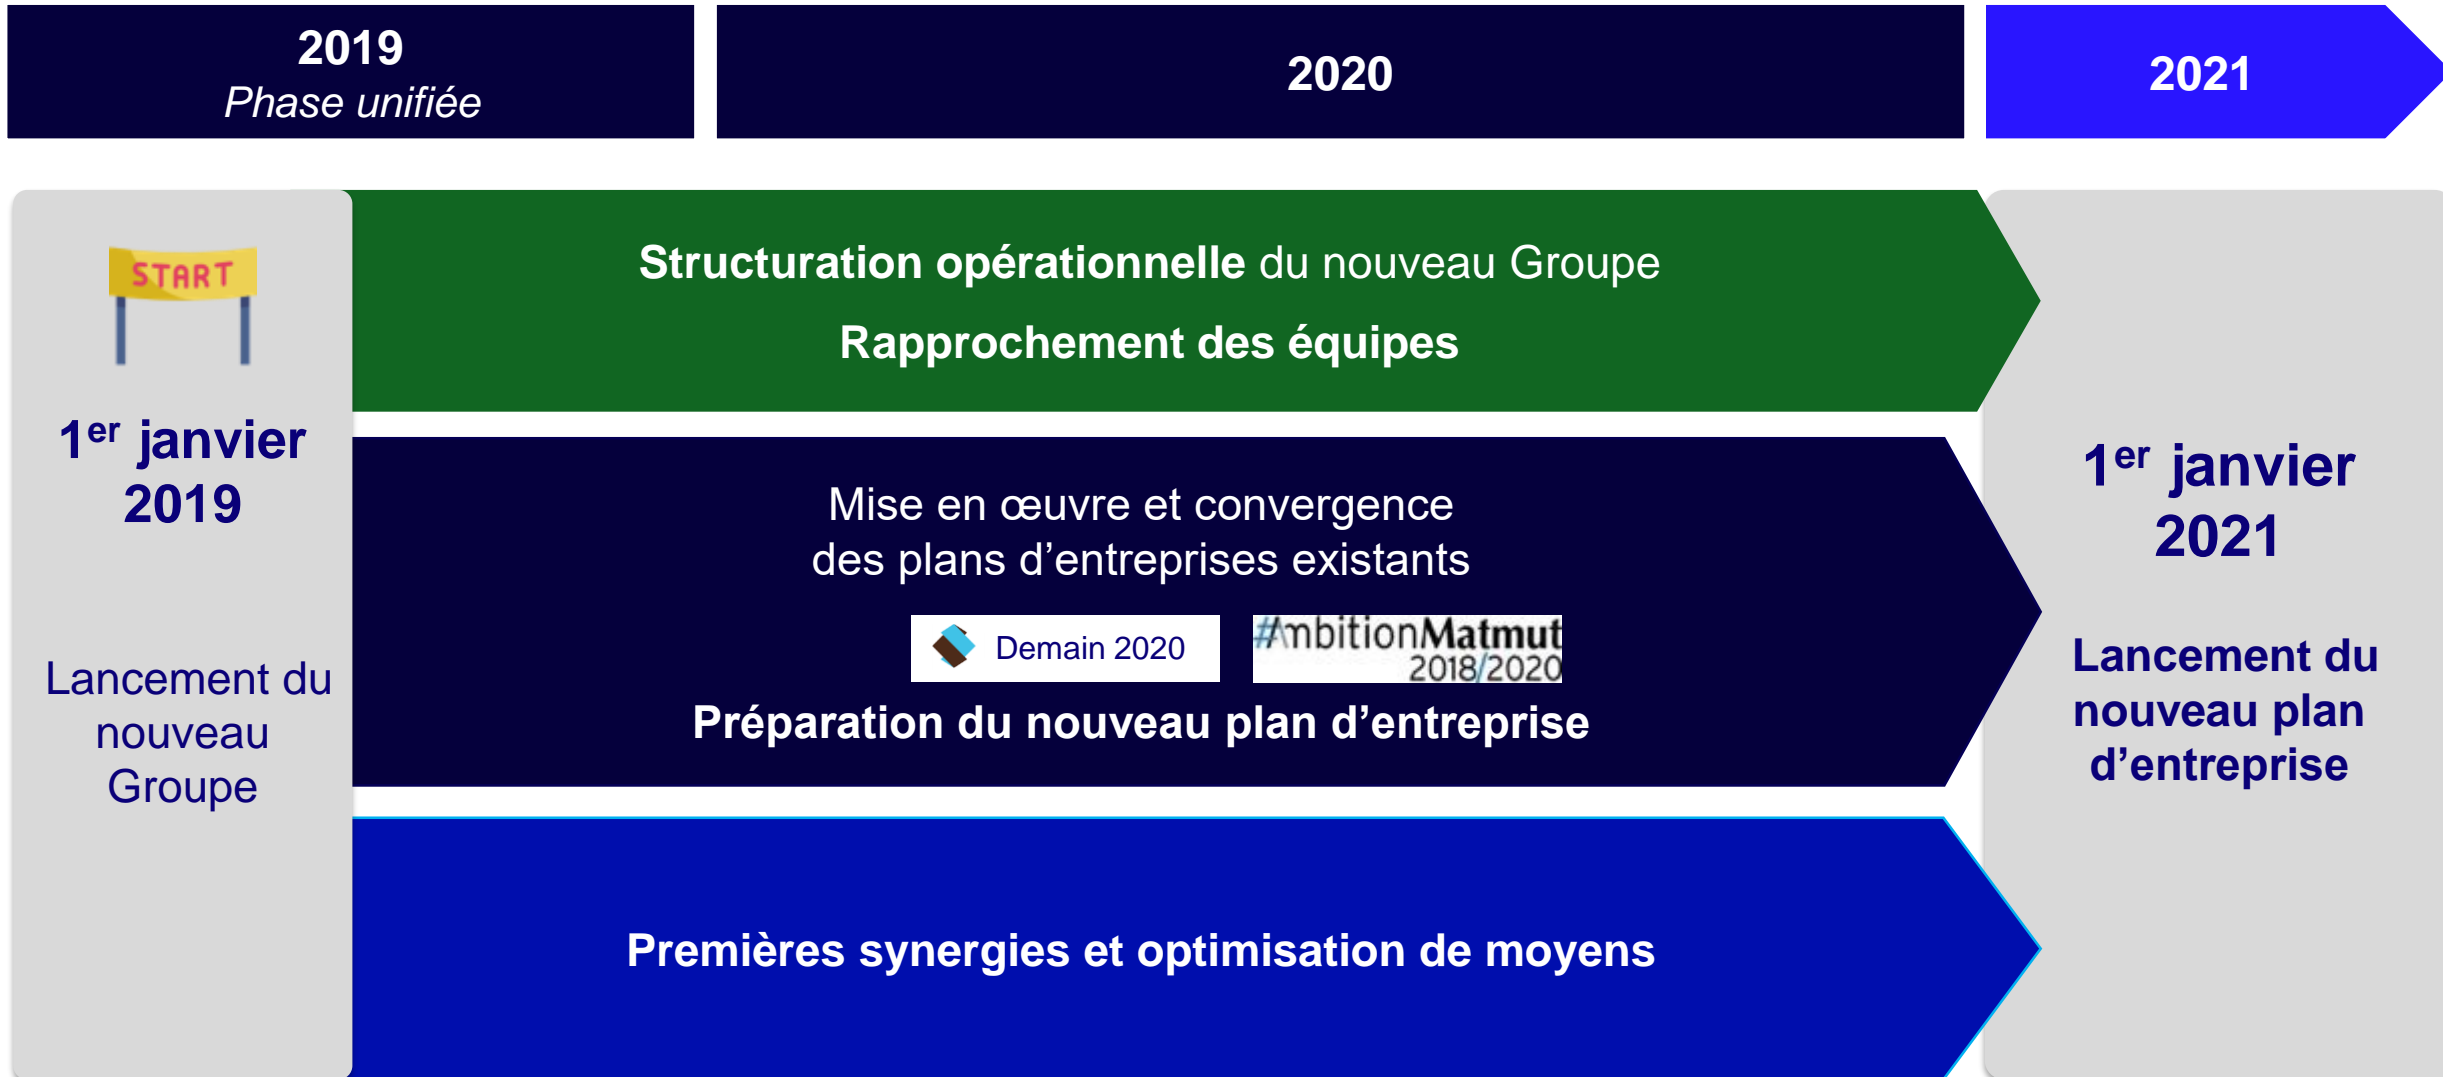 2019
Phase unifiée
2020
2021
START
1er janvier
2019
Lancement du
nouveau
Groupe
Structuration opérationnelle du nouveau Groupe
Rapprochement des équipes
Mise en œuvre et convergence
des plans d’entreprises existants
Demain 2020
#AmbitionMatmut
2018/2020
Préparation du nouveau plan d’entreprise
Premières synergies et optimisation de moyens
1er janvier
2021
Lancement du
nouveau plan
d’entreprise